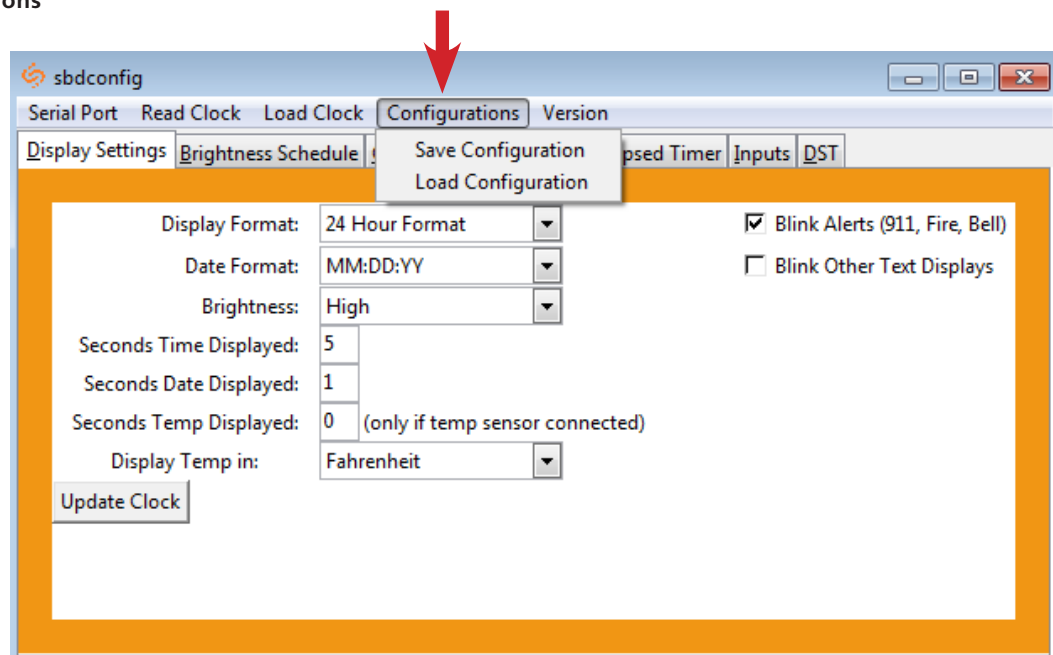 sbdconfig
Serial Port Read Clock Load Clock Configurations Version
Save Configuration
Load Configuration
Display Settings Brightness Schedule Timer Inputs DST
Display Format: 24 Hour Format Blink Alerts (911, Fire, Bell)
Date Format: MM:DD:YY Blink Other Text Displays
Brightness: High
Seconds Time Displayed: 5
Seconds Date Displayed: 1
Seconds Temp Displayed: 0 (only if temp sensor connected)
Display Temp in: Fahrenheit
Update Clock